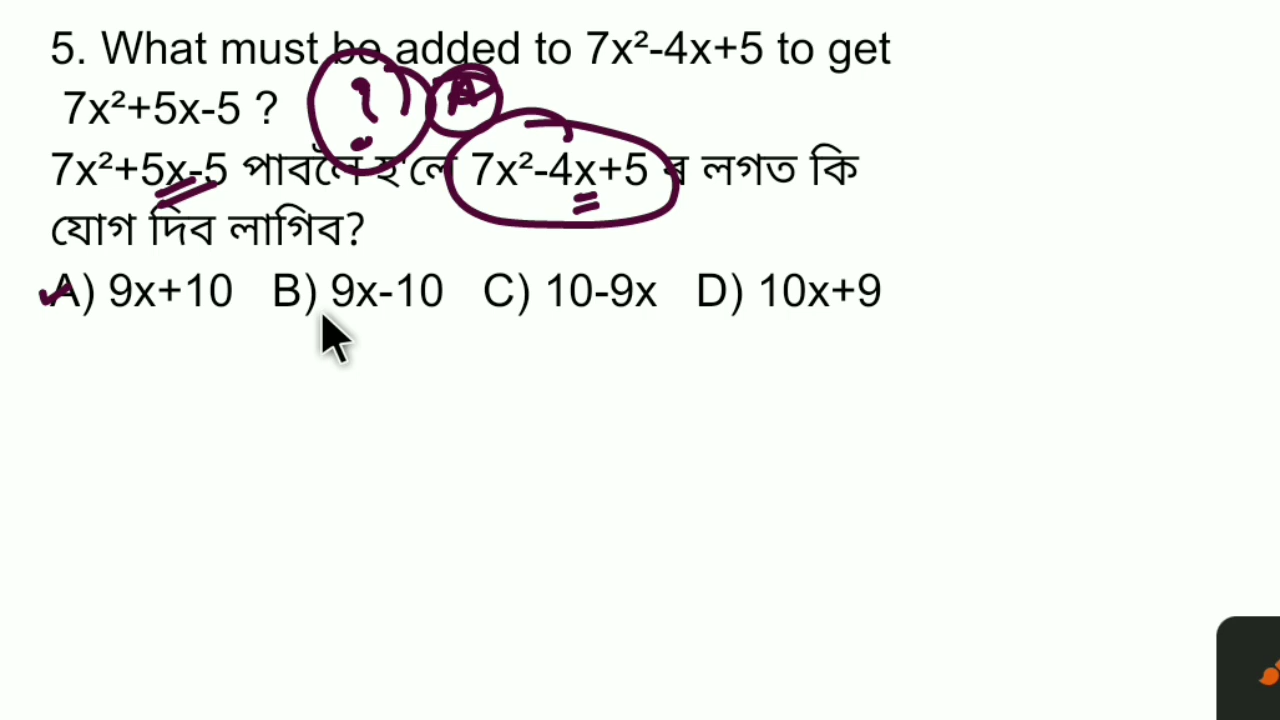 5. What must be added to 7x²-4x+5 to get
7x²+5x-5 ?
? A
7x²+5x-5 পাবলৈ হ'লে 7x²-4x+5 ৰ লগত কি
যোগ দিব লাগিব?
A) 9x+10 B) 9x-10 C) 10-9x D) 10x+9